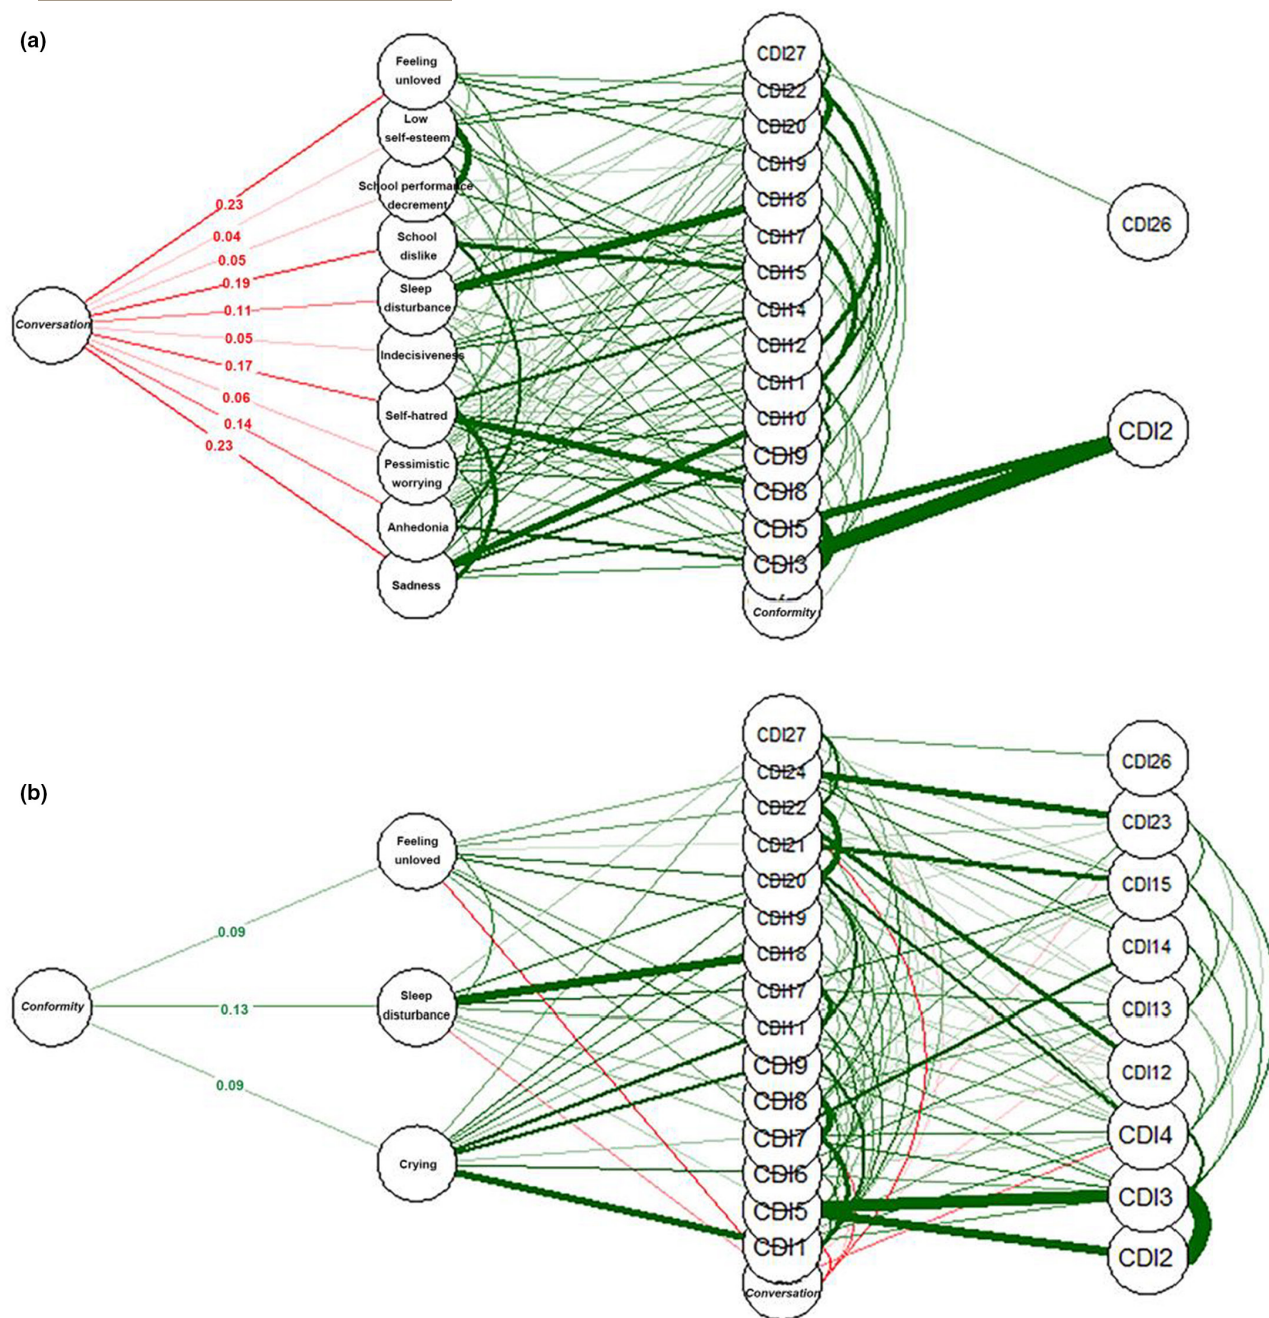 (a)
Feeling
unloved
Low
self-esteem
School performance
decrement
School
dislike
Sleep
disturbance
Indecisiveness
Self-hatred
Pessimistic
worrying
Anhedonia
Sadness
Conversation
0.23
0.04
0.05
0.19
0.11
0.05
0.17
0.06
0.14
0.23
CDI27
CDI22
CDI20
CDI19
CDI18
CDI17
CDI15
CDI14
CDI12
CDI11
CDI10
CDI9
CDI8
CDI5
CDI3
Conformity
CDI26
CDI2
(b)
Feeling
unloved
Sleep
disturbance
Crying
Conformity
0.09
0.13
0.09
CDI27
CDI24
CDI22
CDI21
CDI20
CDI19
CDI18
CDI17
CDI11
CDI9
CDI8
CDI7
CDI6
CDI5
CDI1
Conversation
CDI26
CDI23
CDI15
CDI14
CDI13
CDI12
CDI4
CDI3
CDI2